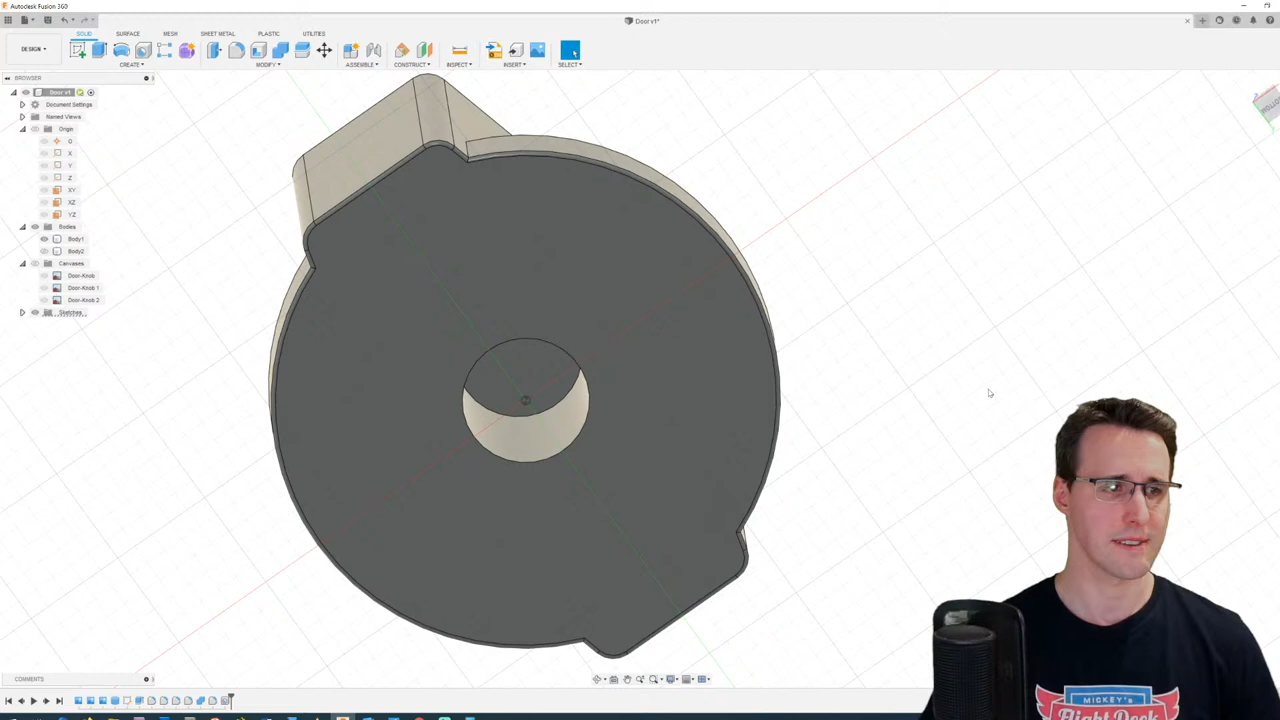 Autodesk Fusion 360
Door v1*
DESIGN
SOLID
SURFACE
MESH
SHEET METAL
PLASTIC
UTILITIES
CREATE
MODIFY
ASSEMBLE
CONSTRUCT
INSPECT
INSERT
SELECT
BROWSER
Door v1
Document Settings
Named Views
Origin
O
X
Y
Z
XY
XZ
YZ
Bodies
Body1
Body2
Canvases
Door-Knob
Door-Knob 1
Door-Knob 2
Sketches
BOTTOM
COMMENTS
MICKEY'S
Flight Deck